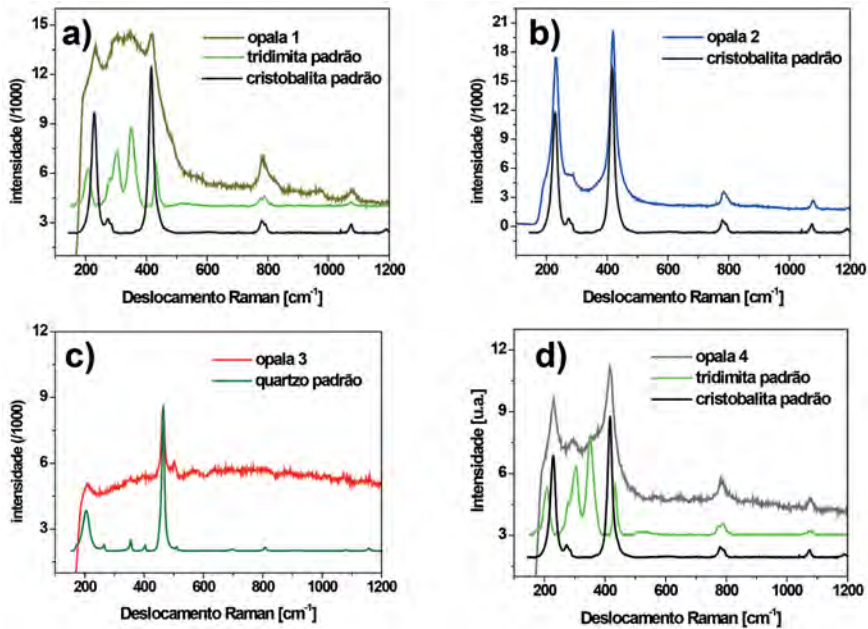 a)
opala 1
tridimita padrão
cristobalita padrão
intensidade (/1000)
15
12
9
6
3
200 400 600 800 1000 1200
Deslocamento Raman [cm⁻¹]
b)
opala 2
cristobalita padrão
intensidade (/1000)
21
18
15
12
9
6
3
0
200 400 600 800 1000 1200
Deslocamento Raman [cm⁻¹]
c)
opala 3
quartzo padrão
intensidade (/1000)
12
9
6
3
200 400 600 800 1000 1200
Deslocamento Raman [cm⁻¹]
d)
opala 4
tridimita padrão
cristobalita padrão
Intensidade [u.a.]
12
9
6
3
200 400 600 800 1000 1200
Deslocamento Raman [cm⁻¹]